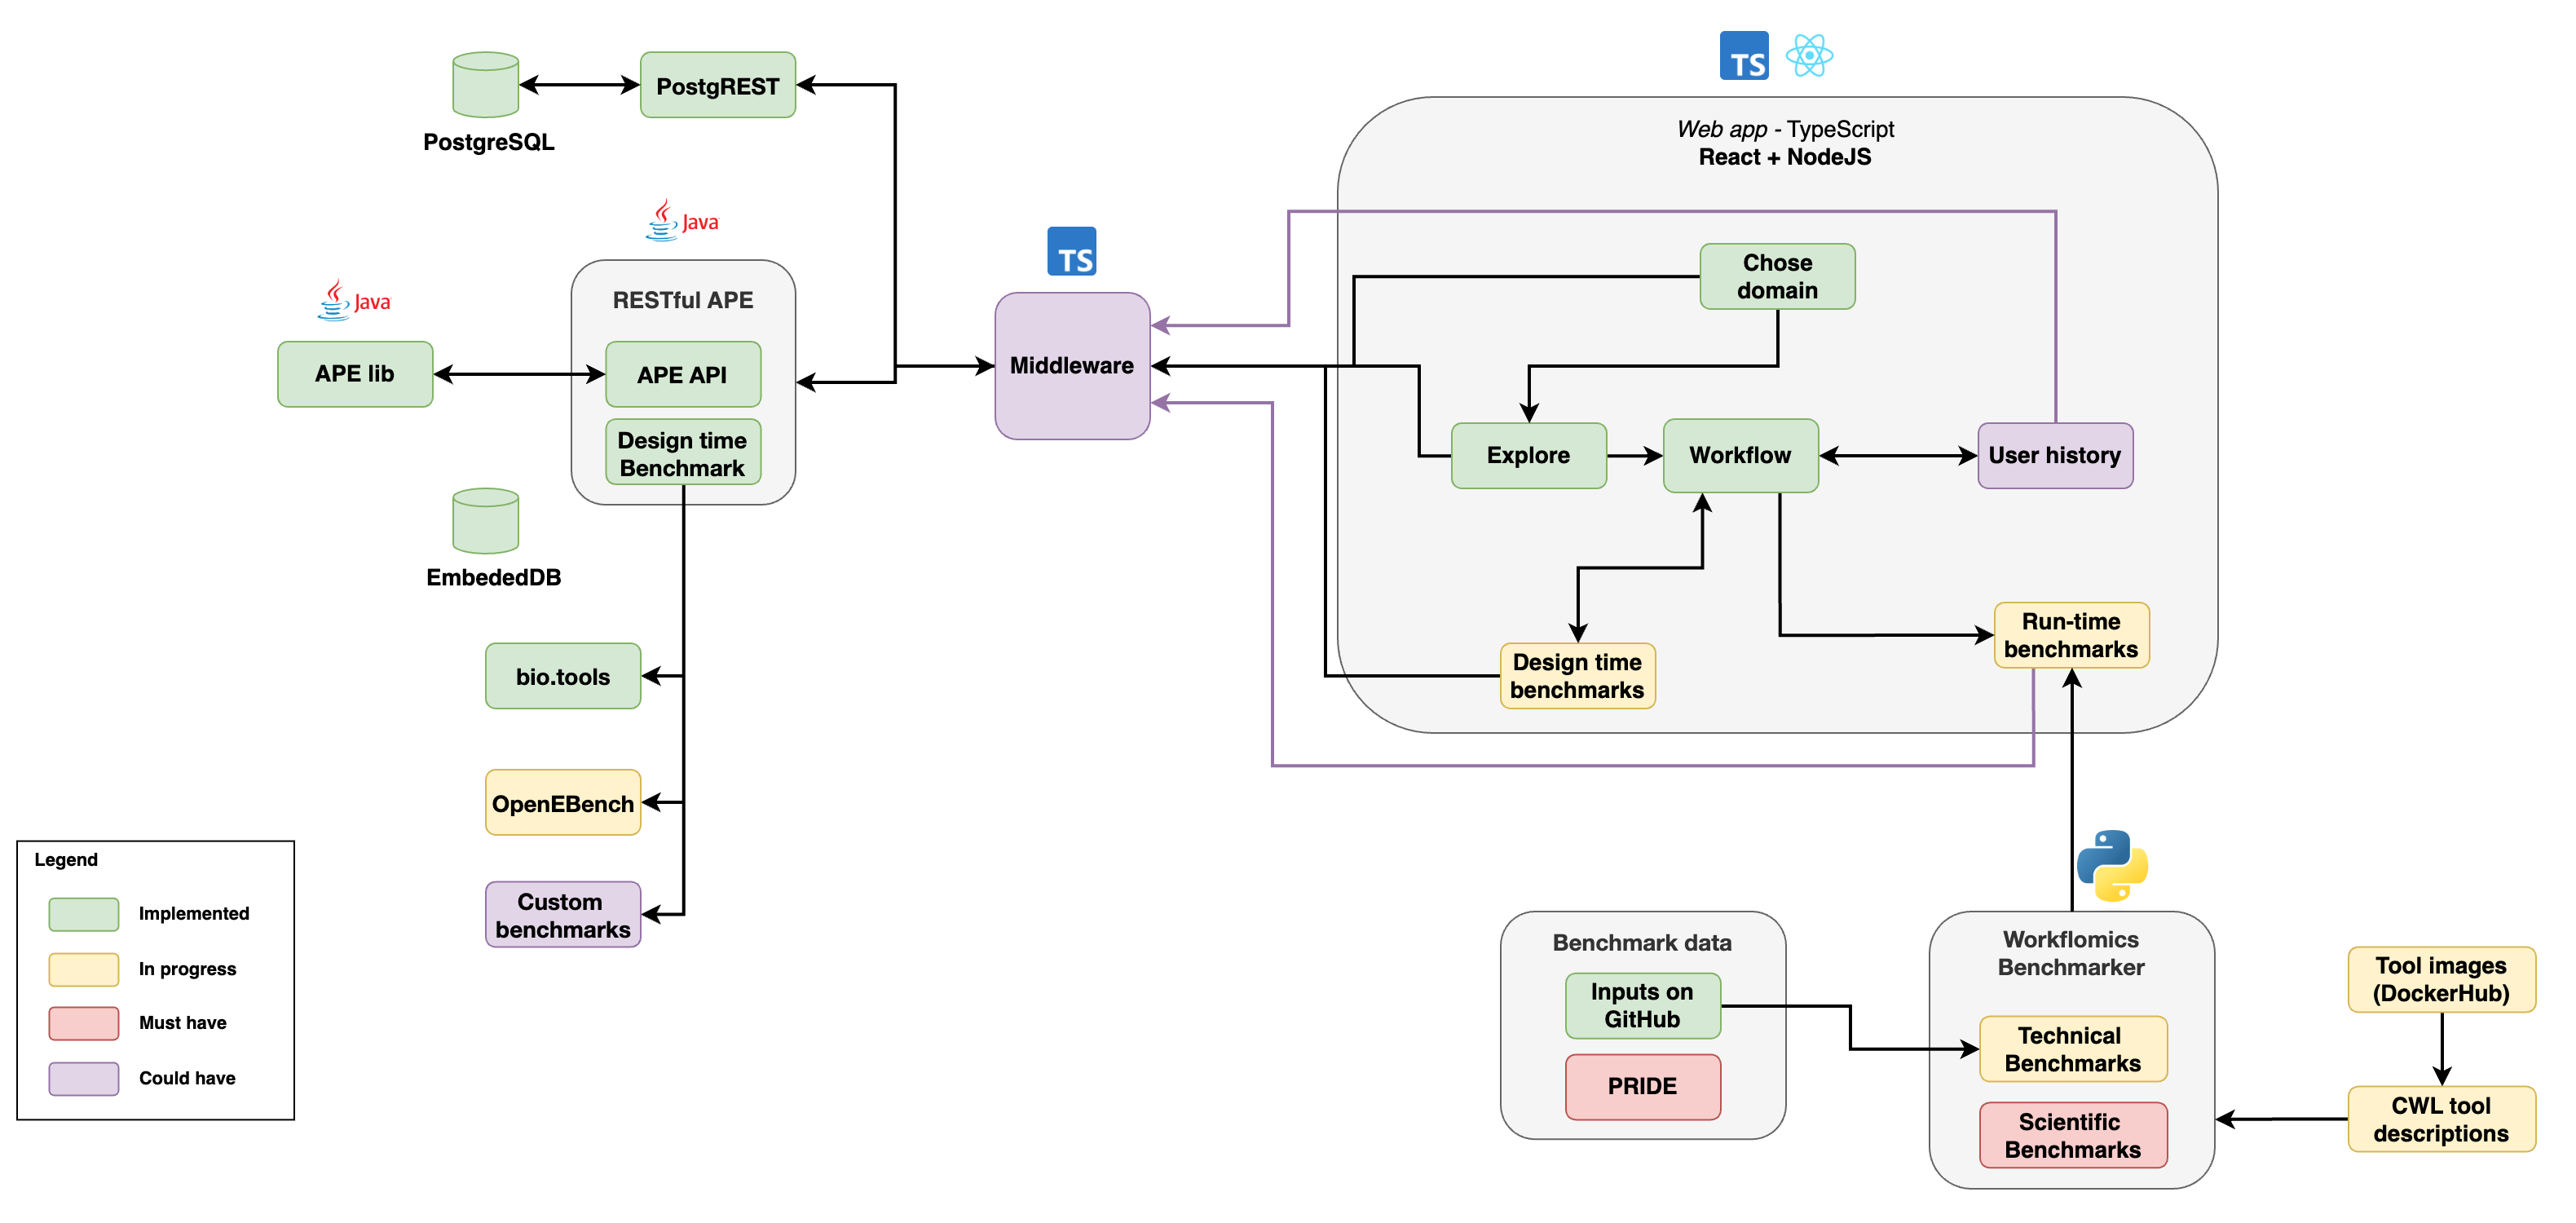 PostgreSQL
PostgREST
Java
RESTful APE
Java
APE lib
APE API
Design time
Benchmark
EmbededDB
bio.tools
OpenEBench
Custom
benchmarks
Legend
Implemented
In progress
Must have
Could have
TS
Middleware
TS
Web app - TypeScript
React + NodeJS
Chose
domain
Explore
Workflow
User history
Design time
benchmarks
Run-time
benchmarks
Benchmark data
Inputs on
GitHub
PRIDE
Workflomics
Benchmarker
Technical
Benchmarks
Scientific
Benchmarks
Tool images
(DockerHub)
CWL tool
descriptions